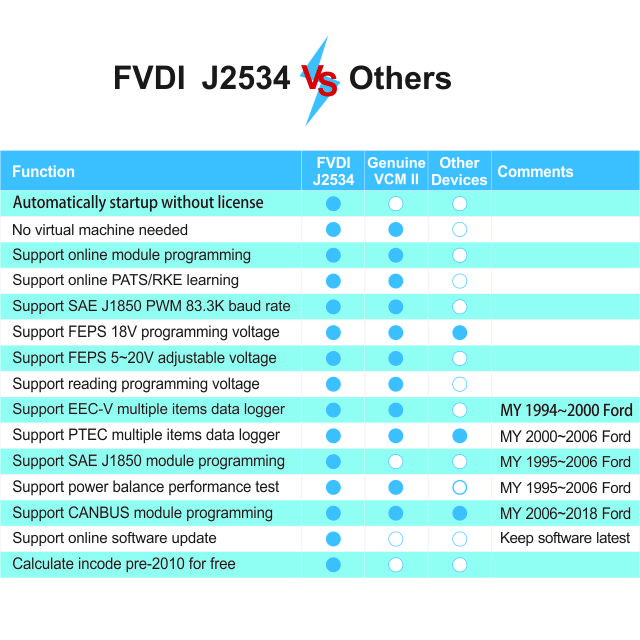 FVDI J2534 VS Others
Function FVDI J2534 Genuine VCM II Other Devices Comments
Automatically startup without license
No virtual machine needed
Support online module programming
Support online PATS/RKE learning
Support SAE J1850 PWM 83.3K baud rate
Support FEPS 18V programming voltage
Support FEPS 5~20V adjustable voltage
Support reading programming voltage
Support EEC-V multiple items data logger MY 1994~2000 Ford
Support PTEC multiple items data logger MY 2000~2006 Ford
Support SAE J1850 module programming MY 1995~2006 Ford
Support power balance performance test MY 1995~2006 Ford
Support CANBUS module programming MY 2006~2018 Ford
Support online software update Keep software latest
Calculate incode pre-2010 for free